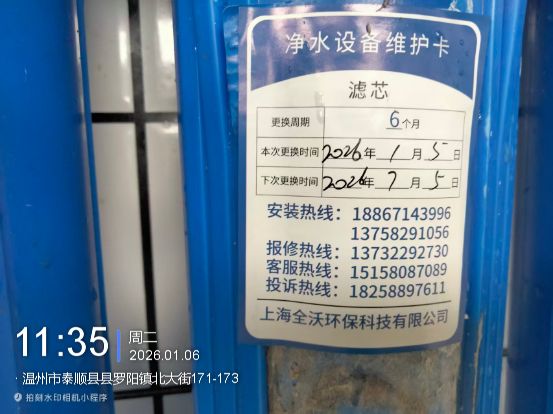 净水设备维护卡
滤芯
更换周期 6个月
本次更换时间 2026年1月5日
下次更换时间 2026年7月5日
安装热线：18867143996
13758291056
报修热线：13732292730
客服热线：15158087089
投诉热线：18258897611
上海全沃环保科技有限公司
11:35 周二
2026.01.06
温州市泰顺县县罗阳镇北大街171-173
拍刻水印相机小程序